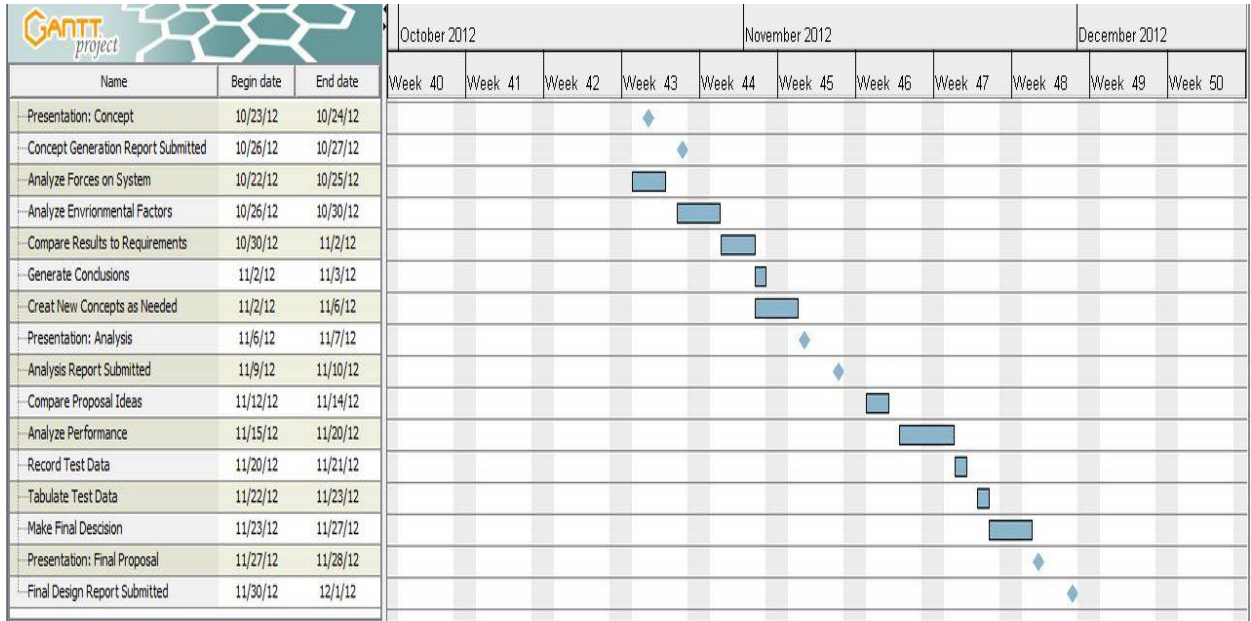 GANTT
project
October 2012 November 2012 December 2012
Name Begin date End date Week 40 Week 41 Week 42 Week 43 Week 44 Week 45 Week 46 Week 47 Week 48 Week 49 Week 50
Presentation: Concept 10/23/12 10/24/12
Concept Generation Report Submitted 10/26/12 10/27/12
Analyze Forces on System 10/22/12 10/25/12
Analyze Envrionmental Factors 10/26/12 10/30/12
Compare Results to Requirements 10/30/12 11/2/12
Generate Conclusions 11/2/12 11/3/12
Creat New Concepts as Needed 11/2/12 11/6/12
Presentation: Analysis 11/6/12 11/7/12
Analysis Report Submitted 11/9/12 11/10/12
Compare Proposal Ideas 11/12/12 11/14/12
Analyze Performance 11/15/12 11/20/12
Record Test Data 11/20/12 11/21/12
Tabulate Test Data 11/22/12 11/23/12
Make Final Descision 11/23/12 11/27/12
Presentation: Final Proposal 11/27/12 11/28/12
Final Design Report Submitted 11/30/12 12/1/12